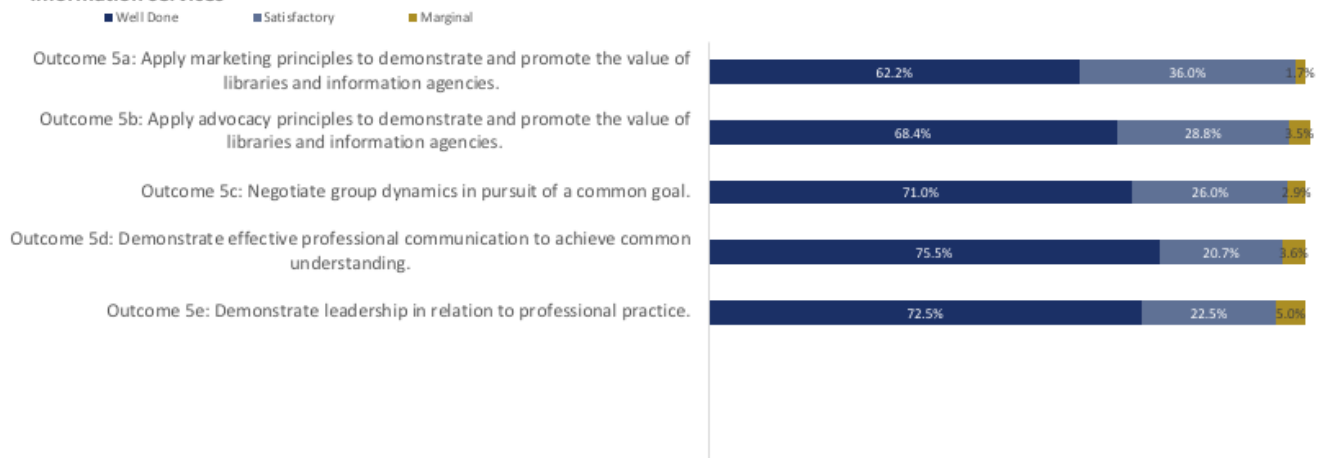 Well Done Satisfactory Marginal
Outcome 5a: Apply marketing principles to demonstrate and promote the value of
libraries and information agencies.
62.2% 36.0% 1.7%
Outcome 5b: Apply advocacy principles to demonstrate and promote the value of
libraries and information agencies.
68.4% 28.8% 3.5%
Outcome 5c: Negotiate group dynamics in pursuit of a common goal.
71.0% 26.0% 2.9%
Outcome 5d: Demonstrate effective professional communication to achieve common
understanding.
75.5% 20.7% 3.6%
Outcome 5e: Demonstrate leadership in relation to professional practice.
72.5% 22.5% 5.0%